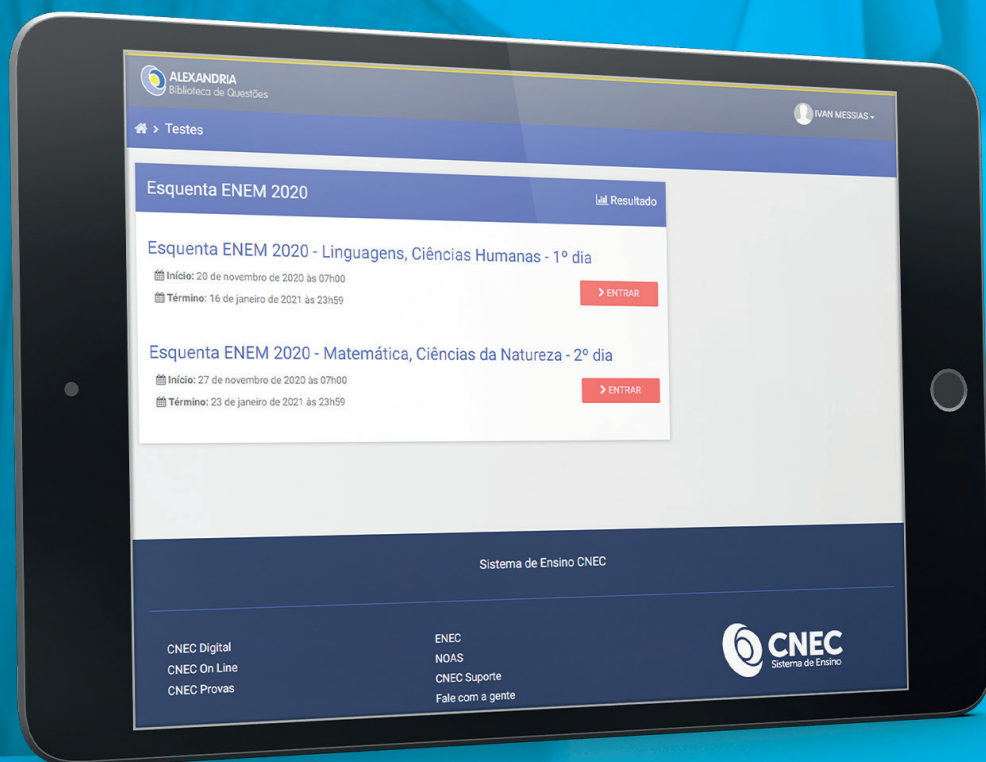 ALEXANDRIA
Biblioteca de Questões
IVAN MESSIAS
> Testes
Esquenta ENEM 2020
Resultado
Esquenta ENEM 2020 - Linguagens, Ciências Humanas - 1º dia
Início: 20 de novembro de 2020 às 07h00
Término: 16 de janeiro de 2021 às 23h59
> ENTRAR
Esquenta ENEM 2020 - Matemática, Ciências da Natureza - 2º dia
Início: 27 de novembro de 2020 às 07h00
Término: 23 de janeiro de 2021 às 23h59
> ENTRAR
Sistema de Ensino CNEC
CNEC Digital
CNEC On Line
CNEC Provas
ENEC
NOAS
CNEC Suporte
Fale com a gente
CNEC
Sistema de Ensino